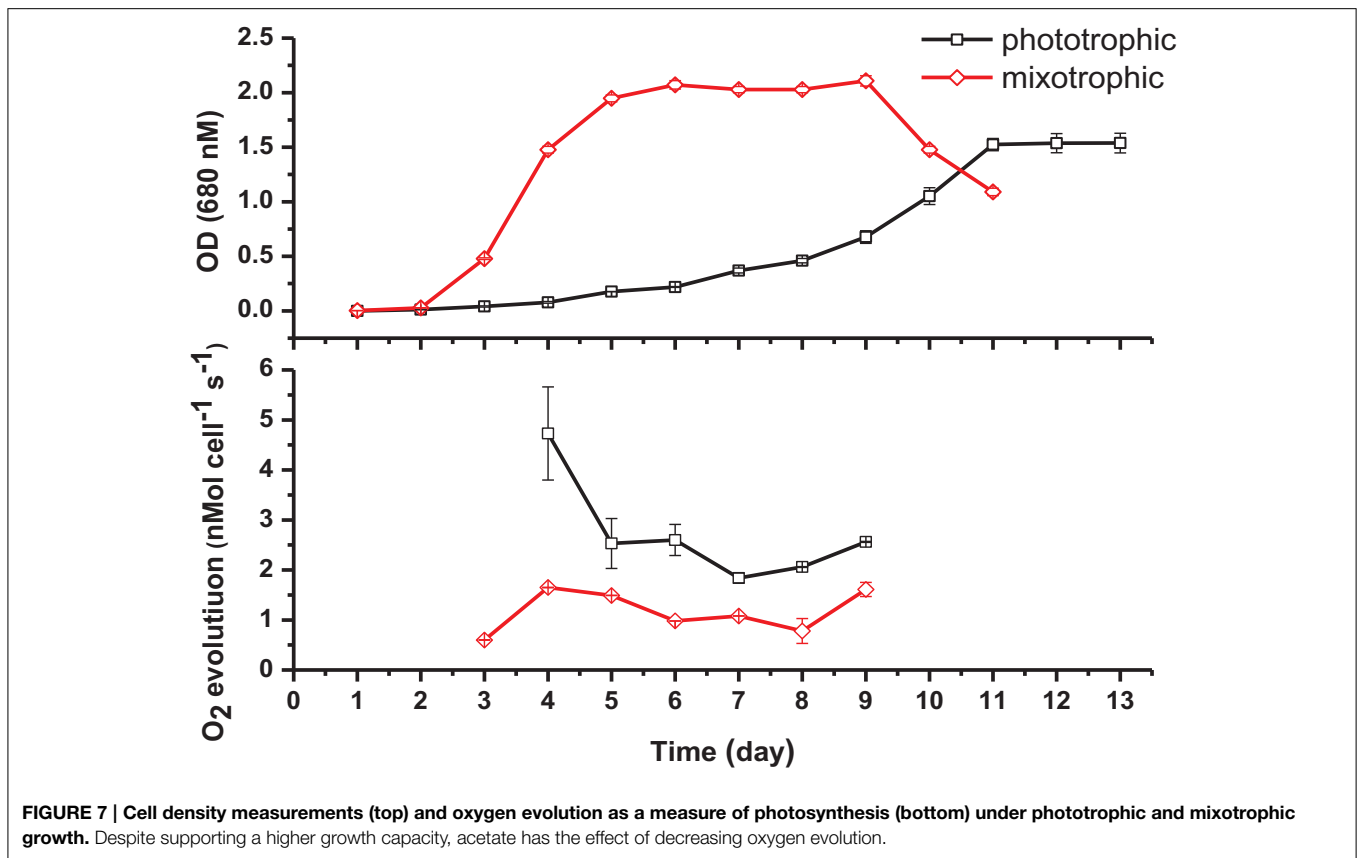 phototrophic
mixotrophic
OD (680 nM)
2.5
2.0
1.5
1.0
0.5
0.0
O2 evolutiuon (nMol cell-1 s-1)
6
5
4
3
2
1
0
0 1 2 3 4 5 6 7 8 9 10 11 12 13
Time (day)
FIGURE 7 | Cell density measurements (top) and oxygen evolution as a measure of photosynthesis (bottom) under phototrophic and mixotrophic
growth. Despite supporting a higher growth capacity, acetate has the effect of decreasing oxygen evolution.